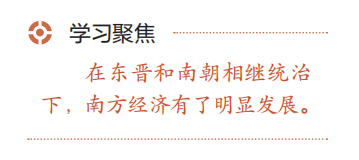 学习聚焦
在东晋和南朝相继统治
下，南方经济有了明显发展。